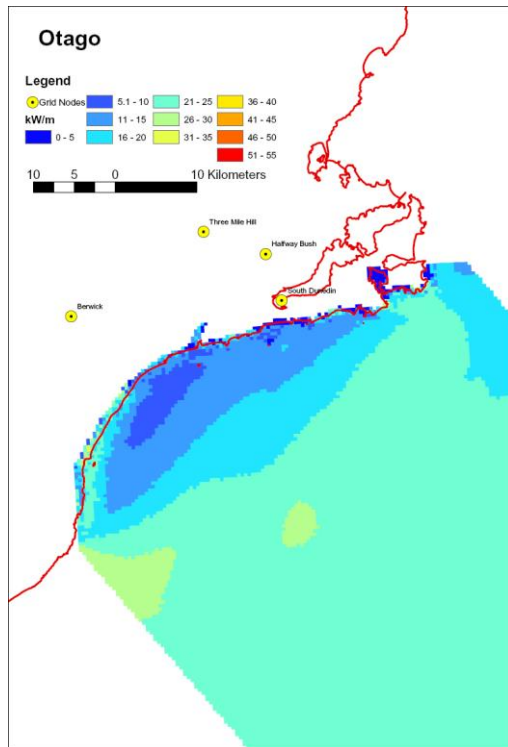 Otago
Legend
Grid Nodes
kW/m
0 - 5
5.1 - 10
11 - 15
16 - 20
21 - 25
26 - 30
31 - 35
36 - 40
41 - 45
46 - 50
51 - 55
10 5 0 10 Kilometers
Three Mile Hill
Halfway Bush
South Dunedin
Berwick